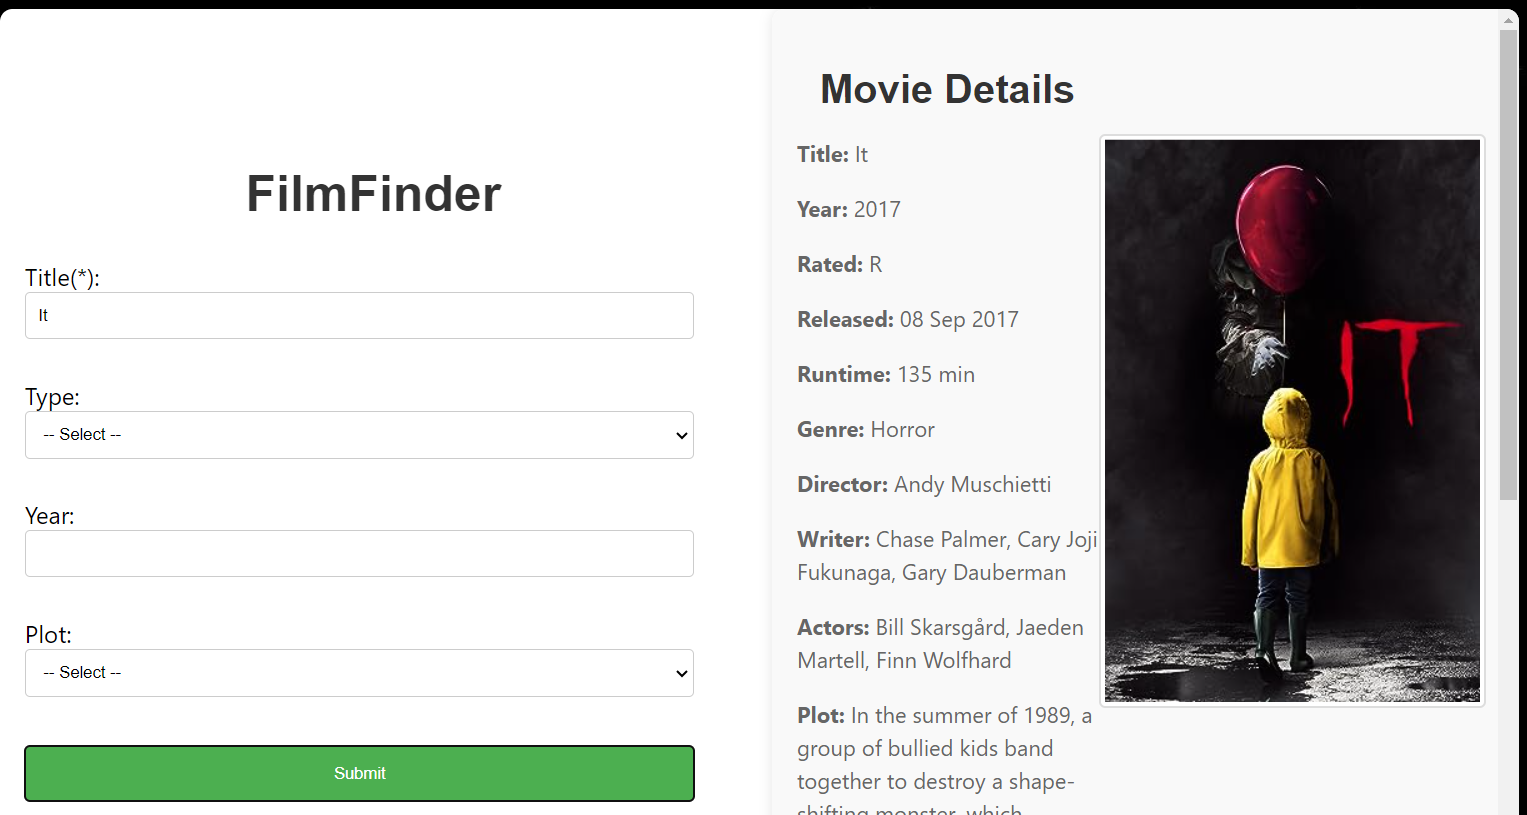 FilmFinder
Title(*):
It
Type:
-- Select --
Year:
Plot:
-- Select --
Submit
Movie Details
Title: It
Year: 2017
Rated: R
Released: 08 Sep 2017
Runtime: 135 min
Genre: Horror
Director: Andy Muschietti
Writer: Chase Palmer, Cary Joji
Fukunaga, Gary Dauberman
Actors: Bill Skarsgård, Jaeden
Martell, Finn Wolfhard
Plot: In the summer of 1989, a
group of bullied kids band
together to destroy a shape-
shifting monster, which
IT